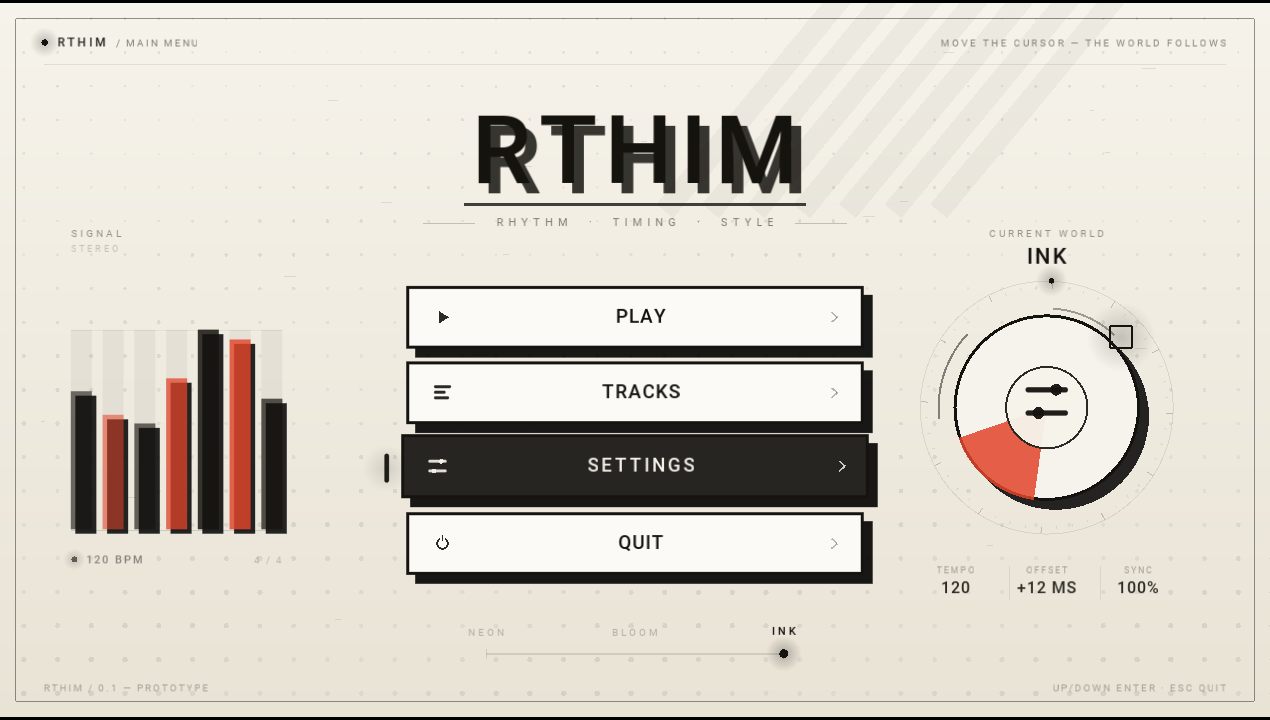 RTHIM / MAIN MENU
MOVE THE CURSOR — THE WORLD FOLLOWS
RTHIM
RHYTHM · TIMING · STYLE
SIGNAL
STEREO
120 BPM
4 / 4
PLAY
TRACKS
SETTINGS
QUIT
CURRENT WORLD
INK
TEMPO
120
OFFSET
+12 MS
SYNC
100%
NEON
BLOOM
INK
RTHIM / 0.1 — PROTOTYPE
UP/DOWN ENTER · ESC QUIT